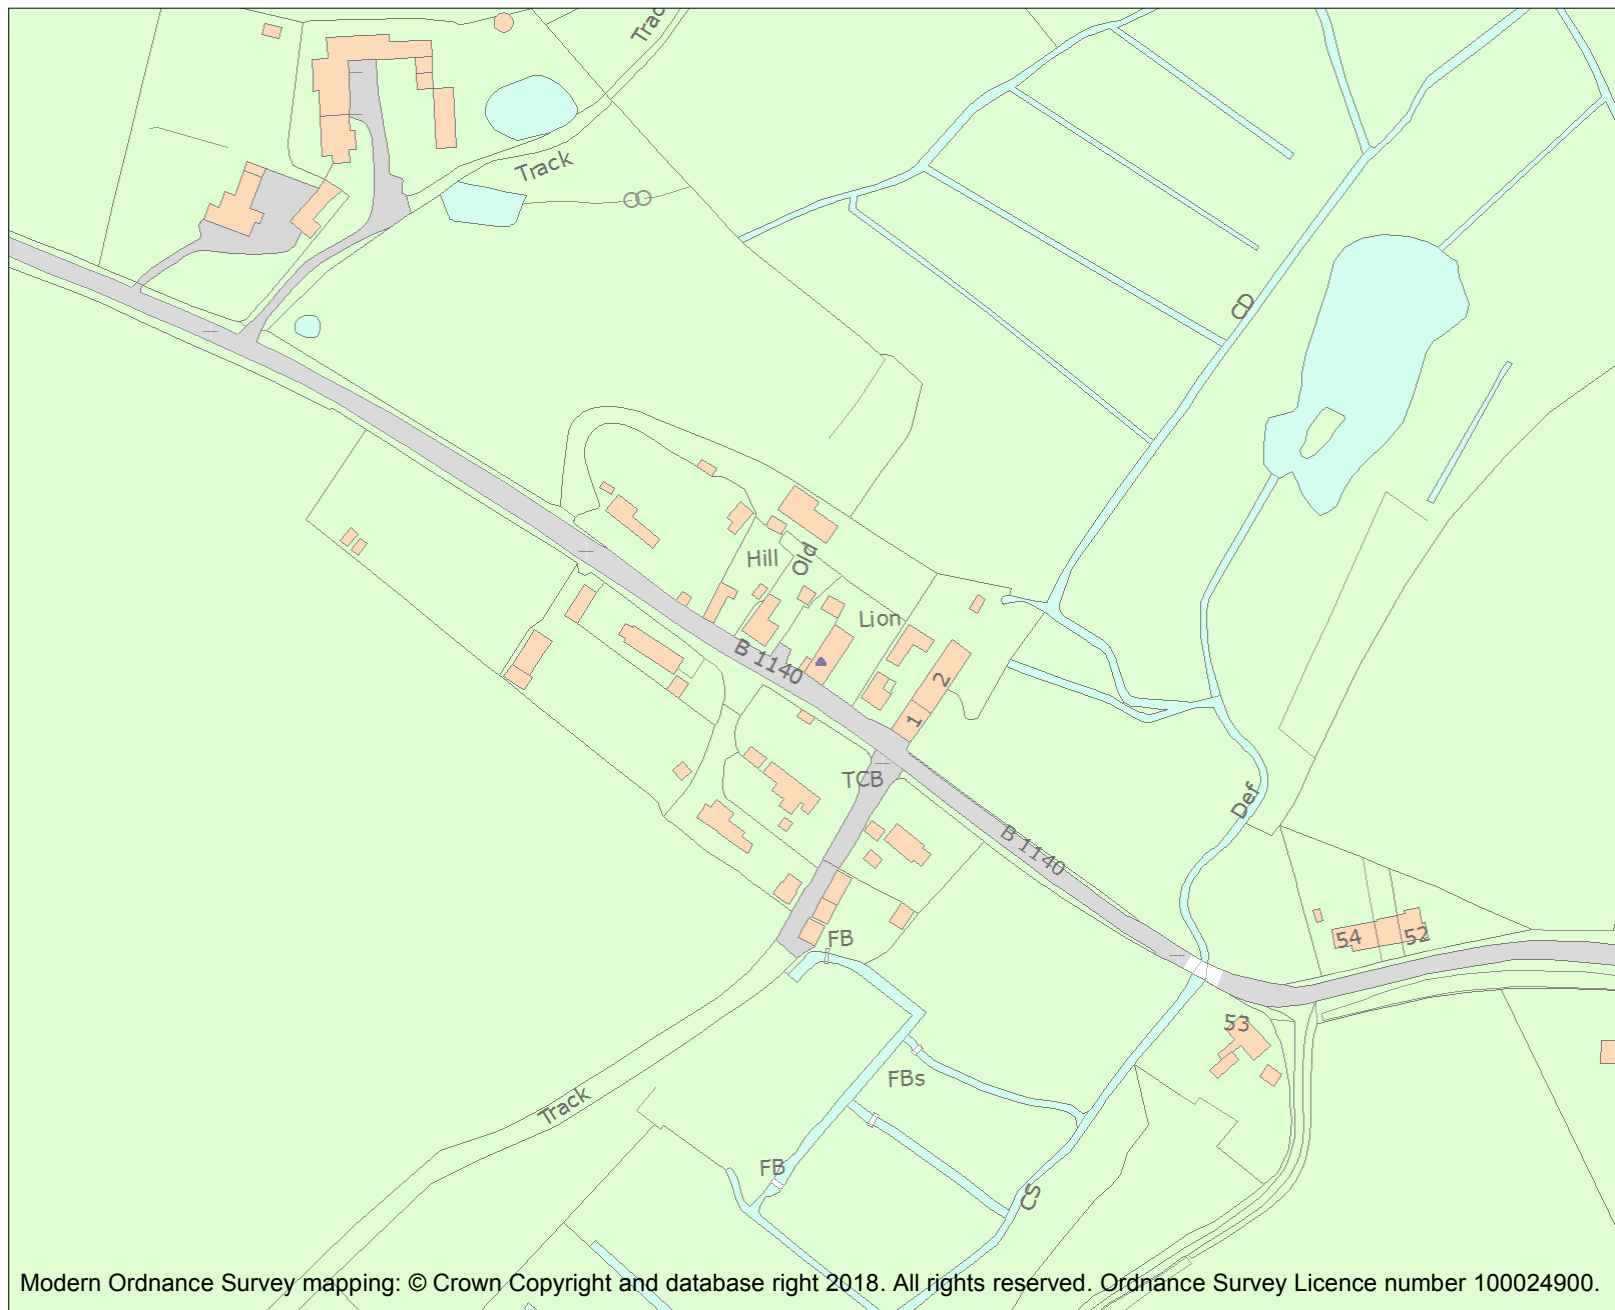 Trac
Track
CD
Hill
Old
Lion
B 1140
2
1
TCB
Def
B 1140
54
52
FB
53
FBs
Track
FB
CS
Modern Ordnance Survey mapping: © Crown Copyright and database right 2018. All rights reserved. Ordnance Survey Licence number 100024900.